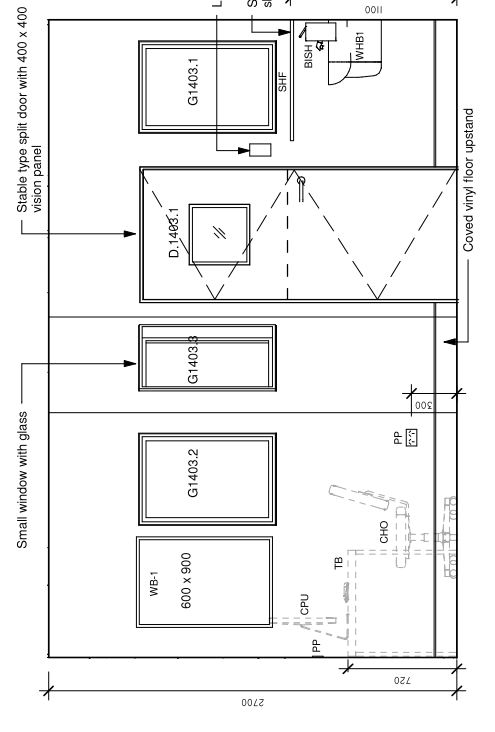 Small window with glass
Stable type split door with 400 x 400
vision panel
WB-1
600 x 900
G1403.2
G1403.3
D.1403.1
G1403.1
L
S
CPU
PP
TB
CHO
PP
SHF
BISH
WHB1
Coved vinyl floor upstand
2700
720
300
1100